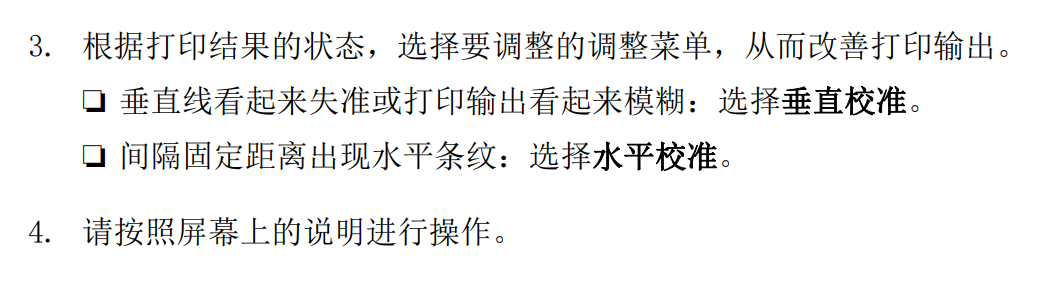 3. 根据打印结果的状态，选择要调整的调整菜单，从而改善打印输出。
❏ 垂直线看起来失准或打印输出看起来模糊：选择垂直校准。
❏ 间隔固定距离出现水平条纹：选择水平校准。
4. 请按照屏幕上的说明进行操作。